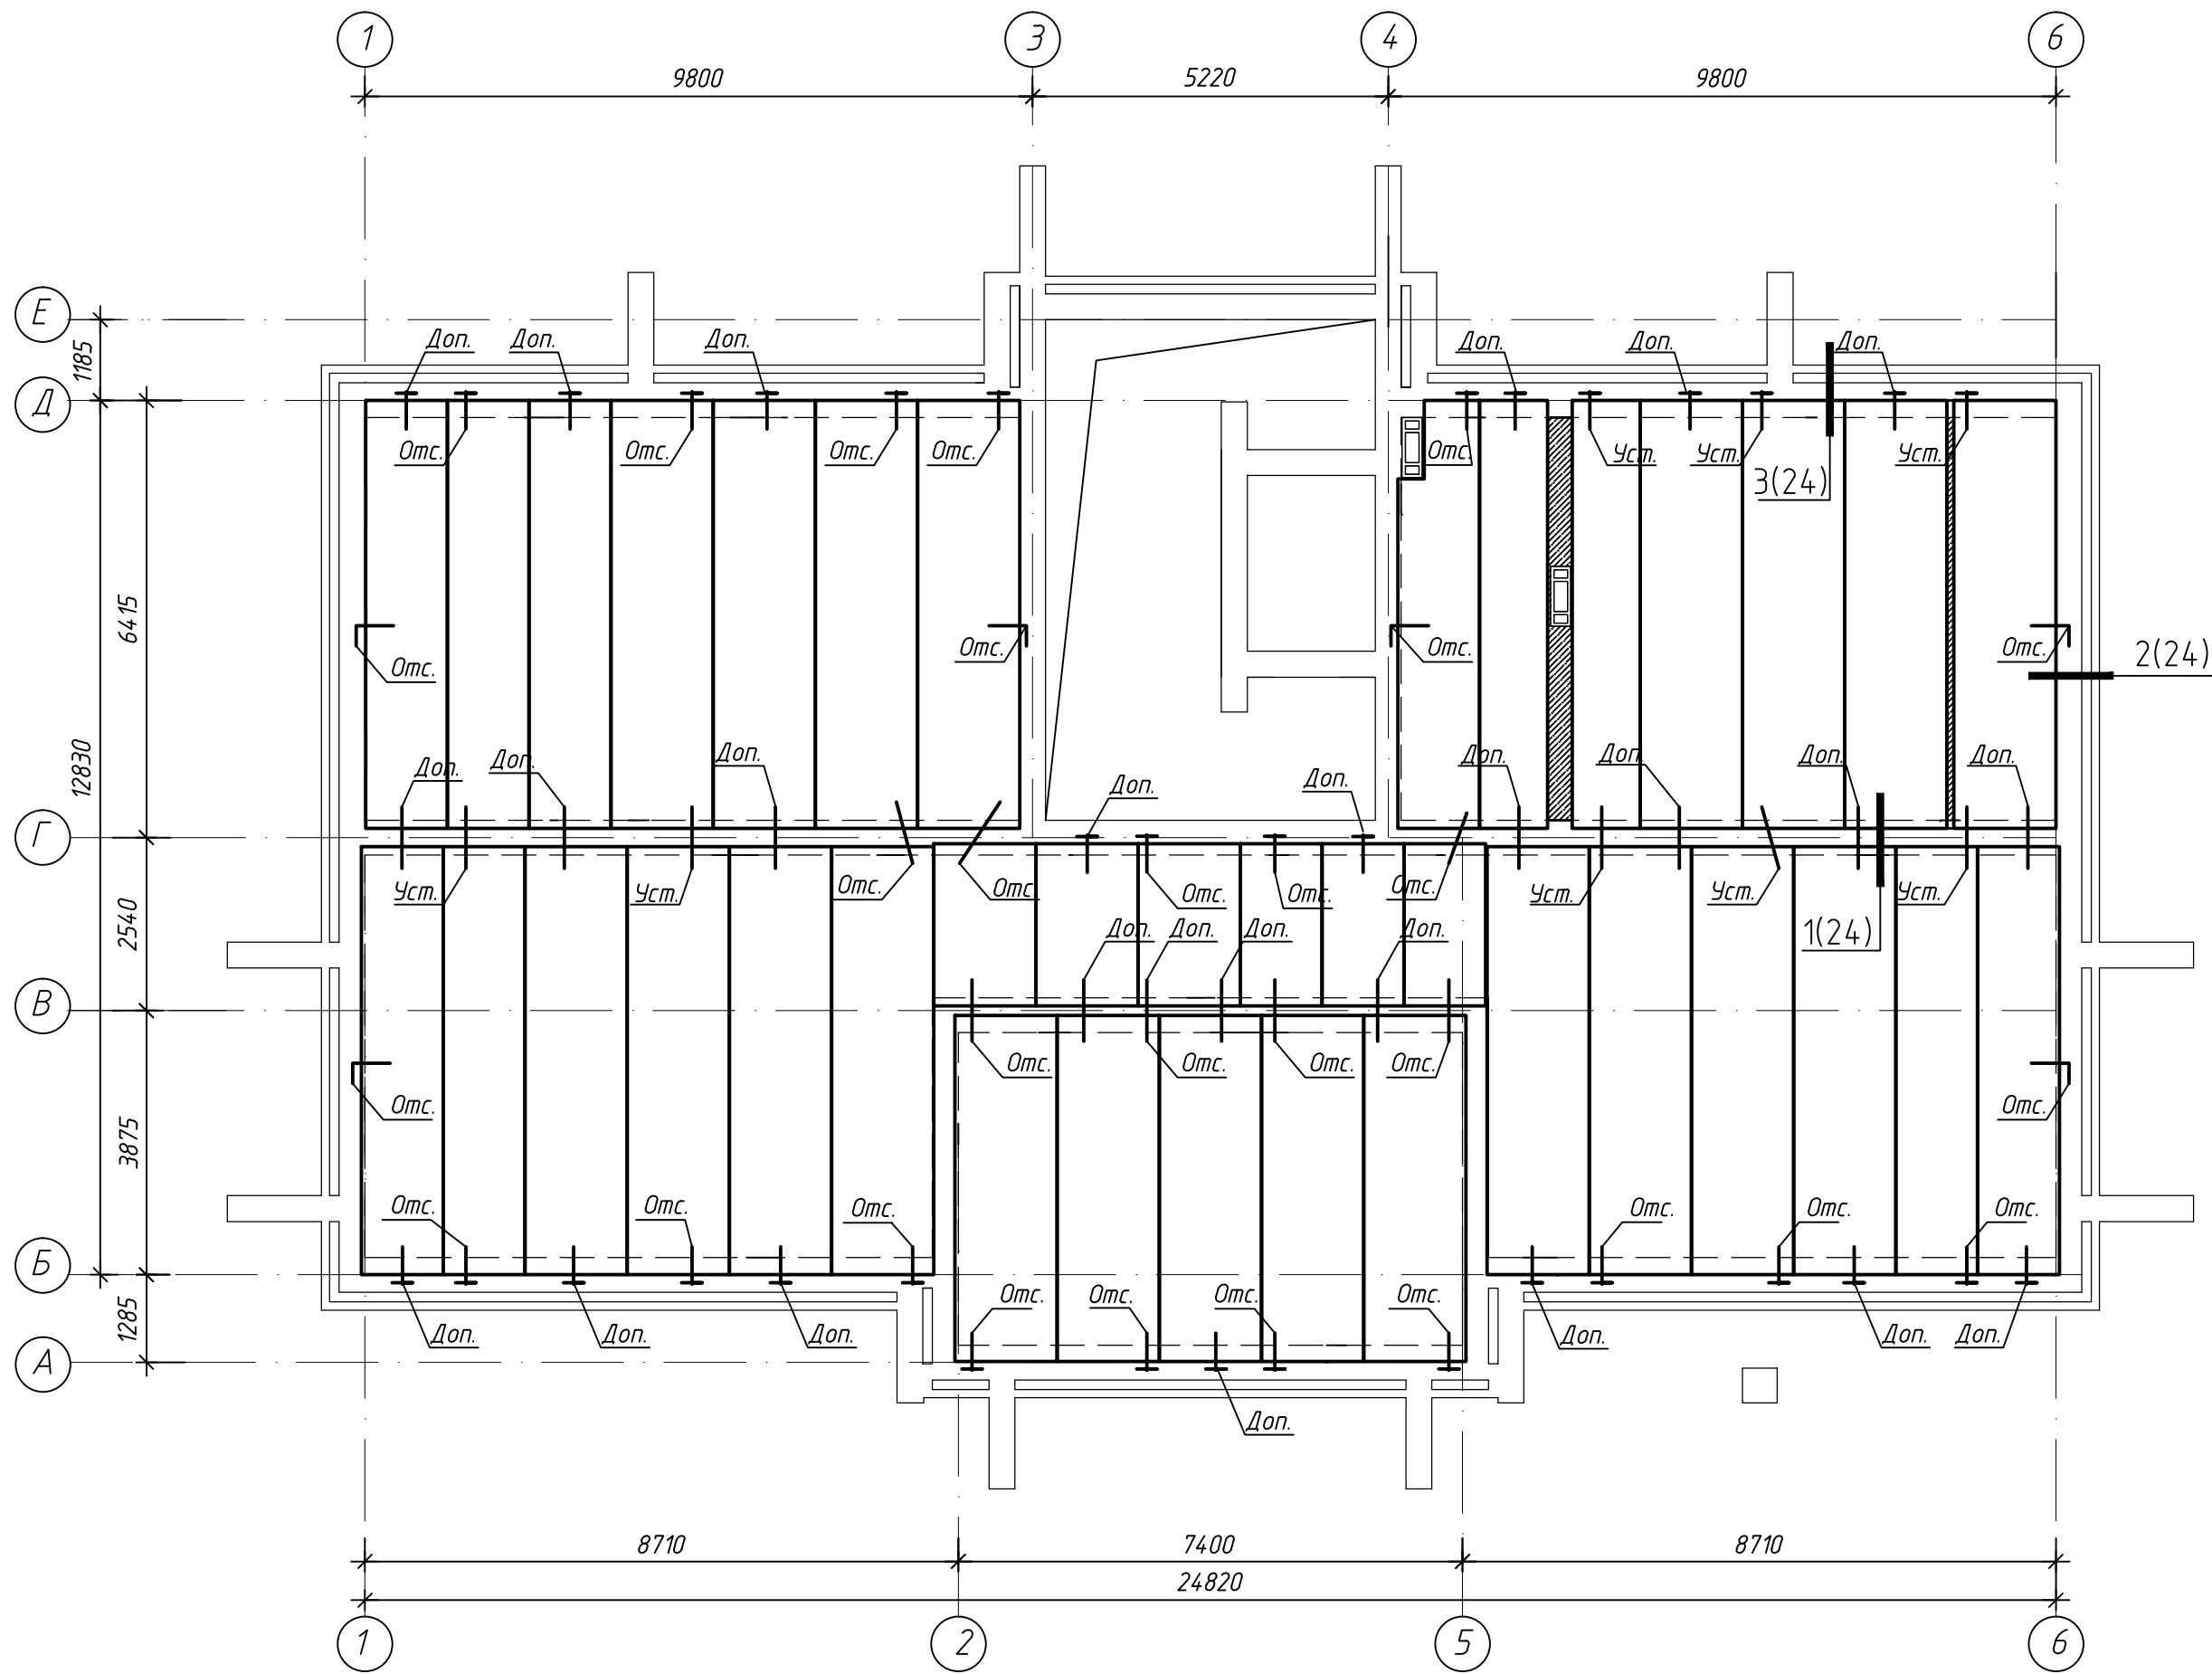 1 3 4 6
9800 5220 9800
Е
1185
Доп. Доп. Доп. Доп. Доп. Доп.
Д
Отс. Отс. Отс. Отс. Отс. Уст. Уст. Уст.
3(24)
6415
Отс. Отс. Отс. Отс.
2(24)
12830
Доп. Доп. Доп. Доп. Доп. Доп. Доп.
Доп. Доп.
Г
Уст. Уст. Отс. Отс. Отс. Отс. Отс. Уст. Уст. Уст.
2540
Доп. Доп. Доп. Доп.
1(24)
В
Отс. Отс. Отс. Отс.
Отс. Отс.
3875
Отс. Отс. Отс. Отс. Отс. Отс.
Б
1285
Отс. Отс. Отс. Отс.
Доп. Доп. Доп. Доп. Доп. Доп.
А
Доп.
8710 7400 8710
24820
1 2 5 6